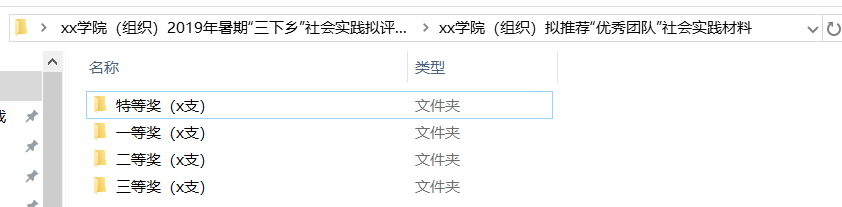 xx学院（组织）2019年暑期“三下乡”社会实践拟评... xx学院（组织）拟推荐“优秀团队”社会实践材料
名称 类型
特等奖（x支） 文件夹
一等奖（x支） 文件夹
二等奖（x支） 文件夹
三等奖（x支） 文件夹